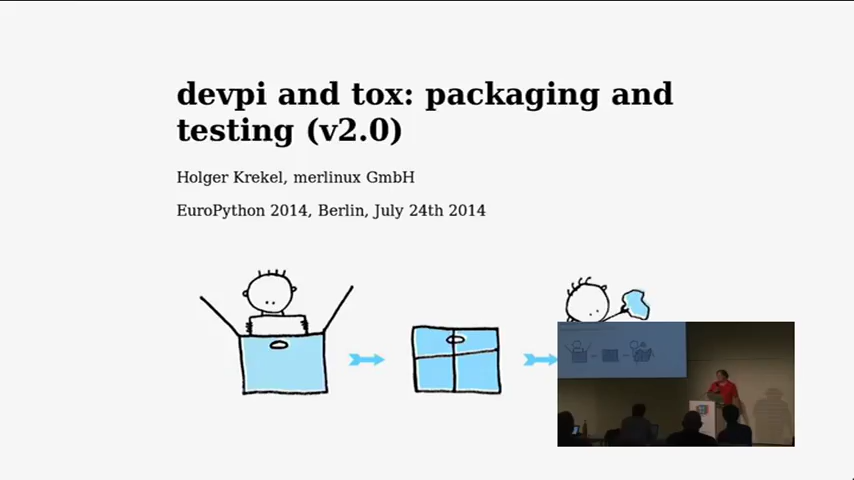 devpi and tox: packaging and
testing (v2.0)
Holger Krekel, merlinux GmbH
EuroPython 2014, Berlin, July 24th 2014